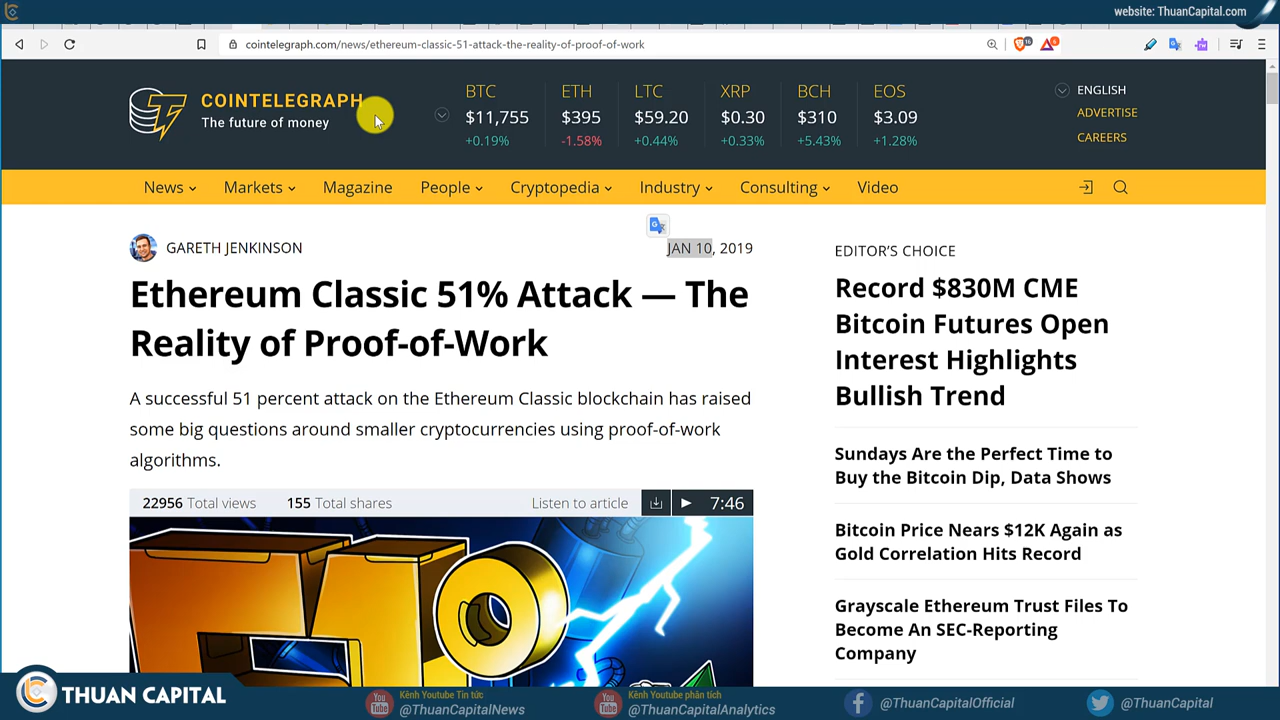 website: ThuanCapital.com
cointelegraph.com/news/ethereum-classic-51-attack-the-reality-of-proof-of-work
16
6
COINTELEGRAPH
The future of money
BTC ETH LTC XRP BCH EOS
$11,755 $395 $59.20 $0.30 $310 $3.09
+0.19% -1.58% +0.44% +0.33% +5.43% +1.28%
ENGLISH
ADVERTISE
CAREERS
News Markets Magazine People Cryptopedia Industry Consulting Video
GARETH JENKINSON
JAN 10, 2019
Ethereum Classic 51% Attack — The
Reality of Proof-of-Work
A successful 51 percent attack on the Ethereum Classic blockchain has raised
some big questions around smaller cryptocurrencies using proof-of-work
algorithms.
22956 Total views 155 Total shares Listen to article 7:46
EDITOR'S CHOICE
Record $830M CME
Bitcoin Futures Open
Interest Highlights
Bullish Trend
Sundays Are the Perfect Time to
Buy the Bitcoin Dip, Data Shows
Bitcoin Price Nears $12K Again as
Gold Correlation Hits Record
Grayscale Ethereum Trust Files To
Become An SEC-Reporting
Company
THUAN CAPITAL
You Tube
Kênh Youtube Tin tức
@ThuanCapitalNews
You Tube
Kênh Youtube phân tích
@ThuanCapitalAnalytics
@ThuanCapitalOfficial
@ThuanCapital